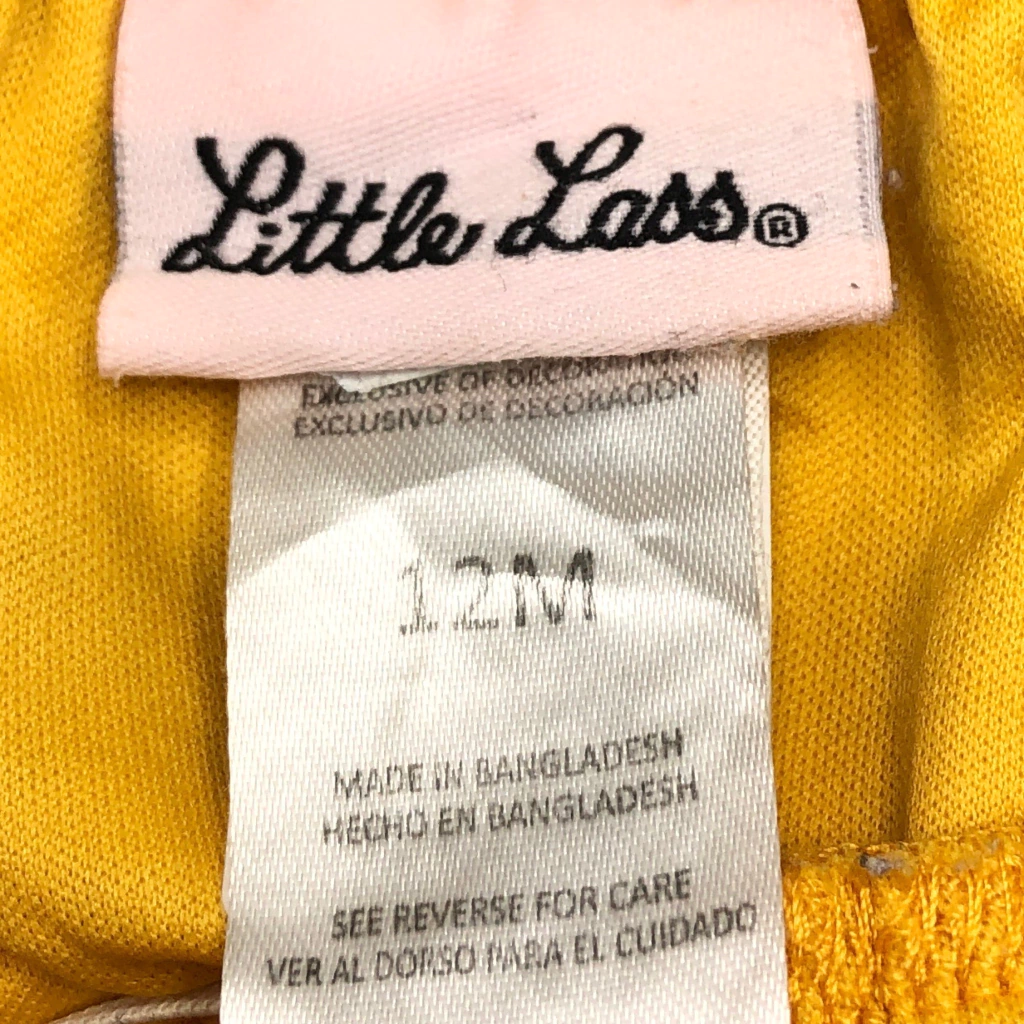 Little Lass®
EXCLUSIVE OF DECORATION
EXCLUSIVO DE DECORACIÓN
12M
MADE IN BANGLADESH
HECHO EN BANGLADESH
SEE REVERSE FOR CARE
VER AL DORSO PARA EL CUIDADO